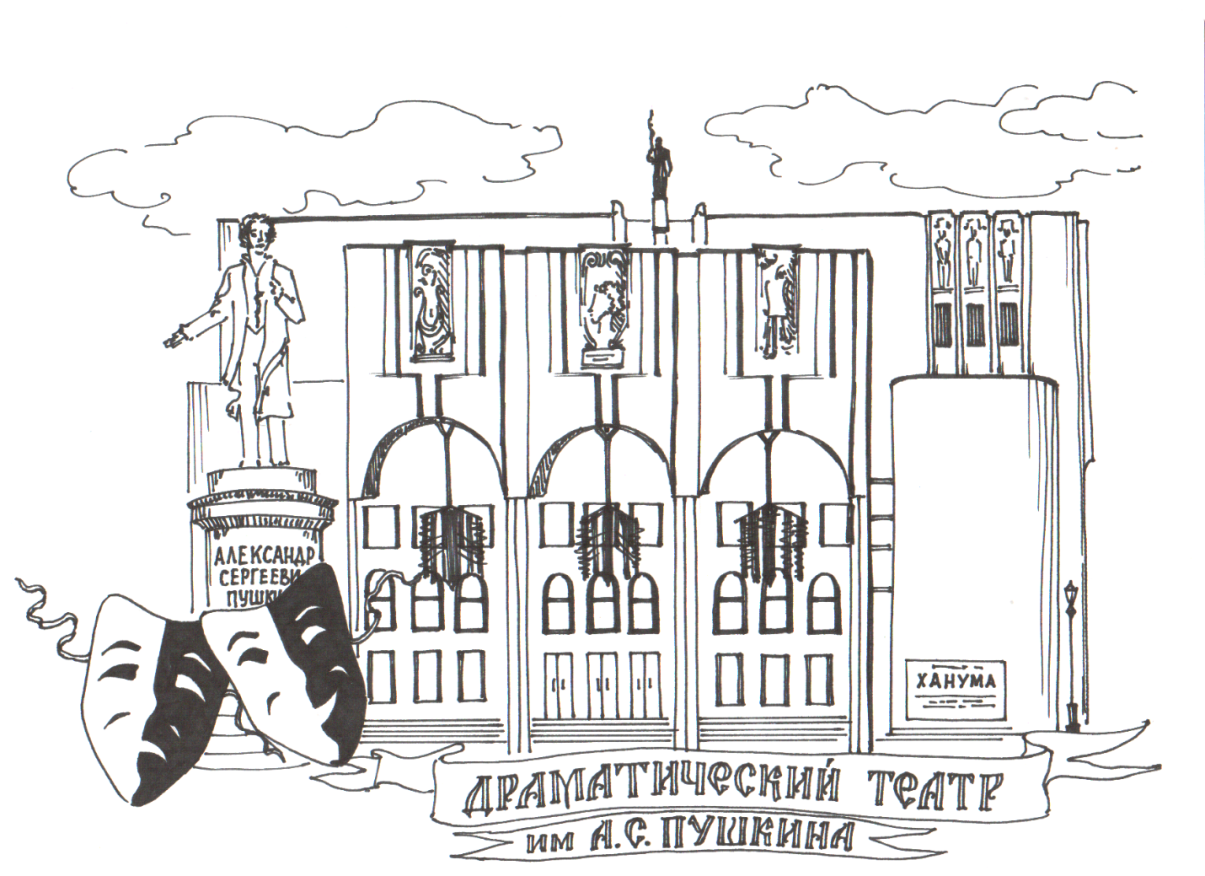 АЛЕКСАНДР
СЕРГЕЕВИ
ПУШКИ
ХАНУМА
ДРАМАТИЧЕСКИЙ ТЕАТР
ИМ А.С. ПУШКИНА